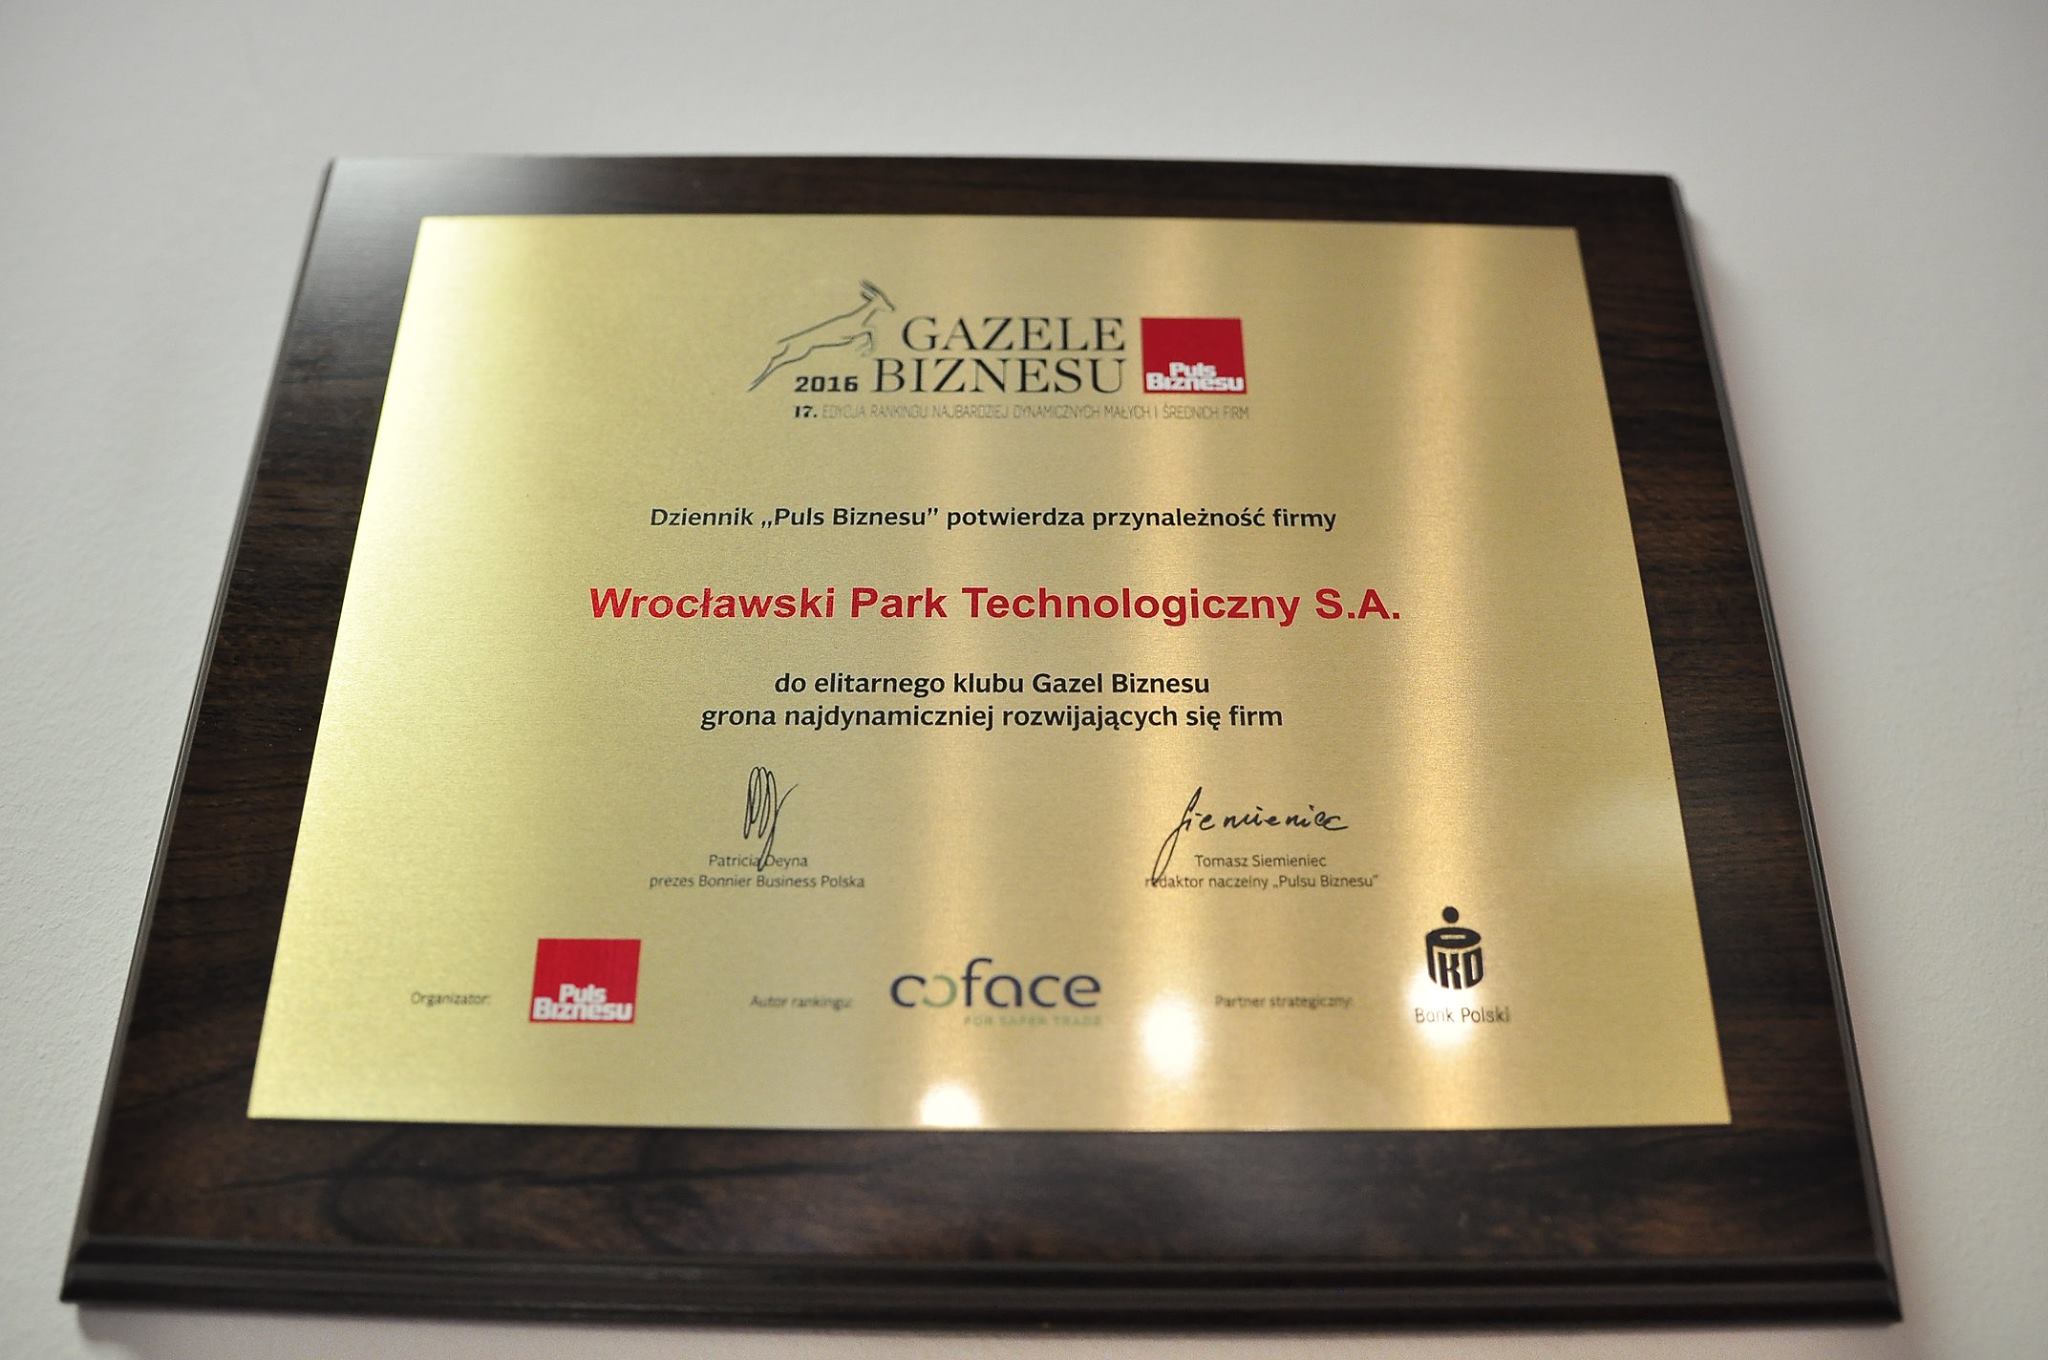 GAZELE
2016 BIZNESU
Puls
Biznesu
17. EDYCJA RANKINGU NAJBARDZIEJ DYNAMICZNYCH MAŁYCH I ŚREDNICH FIRM
Dziennik „Puls Biznesu” potwierdza przynależność firmy
Wrocławski Park Technologiczny S.A.
do elitarnego klubu Gazel Biznesu
grona najdynamiczniej rozwijających się firm
Siemieniec
Patricia Deyna
prezes Bonnier Business Polska
Tomasz Siemieniec
redaktor naczelny „Pulsu Biznesu”
Organizator:
Puls
Biznesu
Autor rankingu:
coface
FOR SAFER TRADE
Partner strategiczny:
PKO
Bank Polski